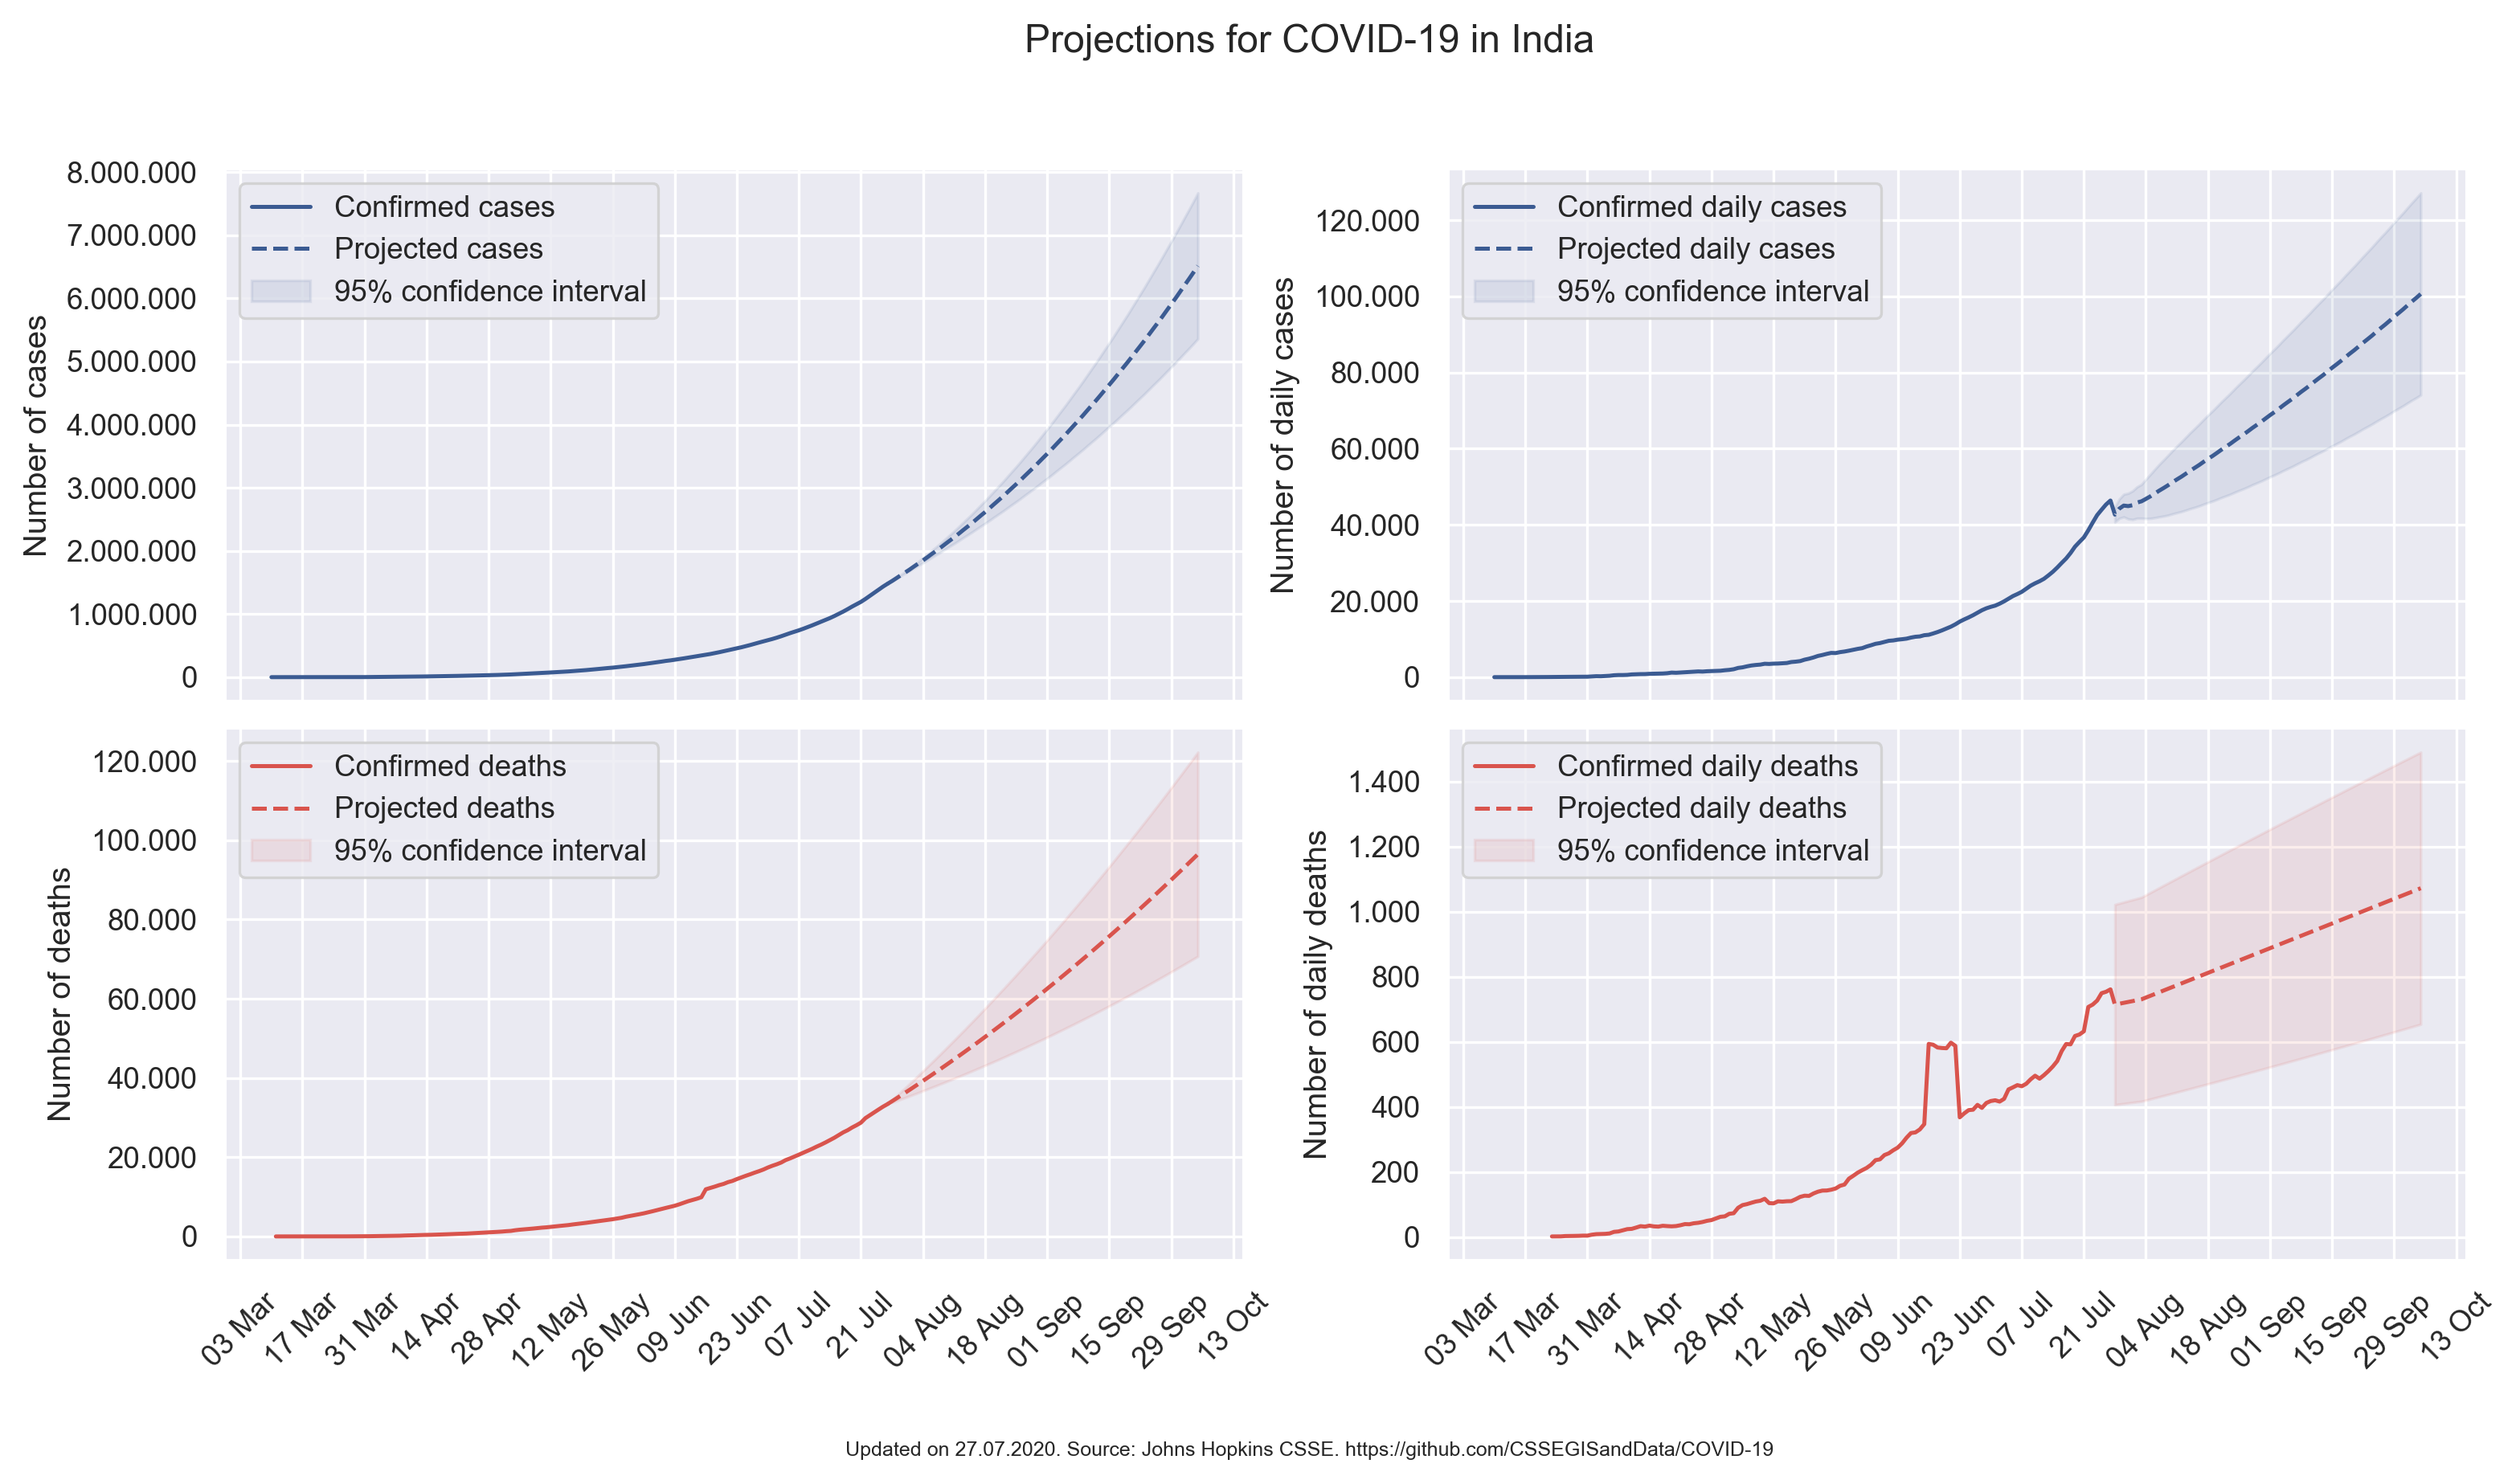 Projections for COVID-19 in India
8.000.000
7.000.000
6.000.000
5.000.000
4.000.000
3.000.000
2.000.000
1.000.000
0
Number of cases
Confirmed cases
Projected cases
95% confidence interval
120.000
100.000
80.000
60.000
40.000
20.000
0
Number of daily cases
Confirmed daily cases
Projected daily cases
95% confidence interval
120.000
100.000
80.000
60.000
40.000
20.000
0
Number of deaths
Confirmed deaths
Projected deaths
95% confidence interval
03 Mar
17 Mar
31 Mar
14 Apr
28 Apr
12 May
26 May
09 Jun
23 Jun
07 Jul
21 Jul
04 Aug
18 Aug
01 Sep
15 Sep
29 Sep
13 Oct
1.400
1.200
1.000
800
600
400
200
0
Number of daily deaths
Confirmed daily deaths
Projected daily deaths
95% confidence interval
03 Mar
17 Mar
31 Mar
14 Apr
28 Apr
12 May
26 May
09 Jun
23 Jun
07 Jul
21 Jul
04 Aug
18 Aug
01 Sep
15 Sep
29 Sep
13 Oct
Updated on 27.07.2020. Source: Johns Hopkins CSSE. https://github.com/CSSEGISandData/COVID-19